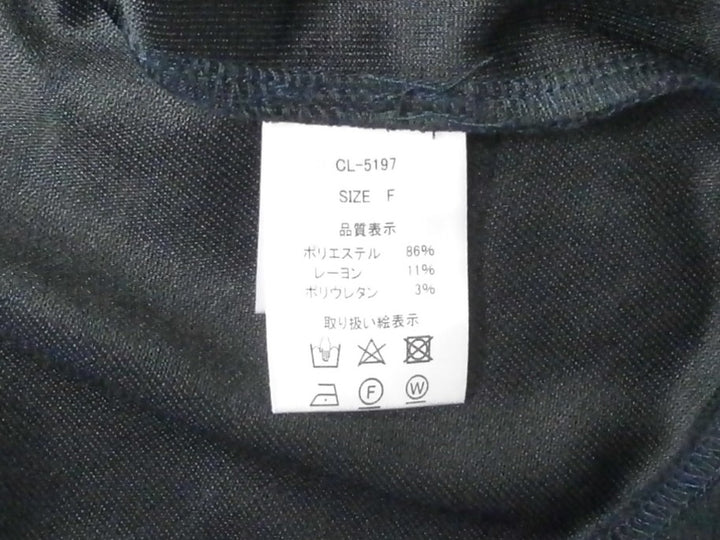 CL-5197
SIZE F
品質表示
ポリエステル 86%
レーヨン 11%
ポリウレタン 3%
取り扱い絵表示
F W